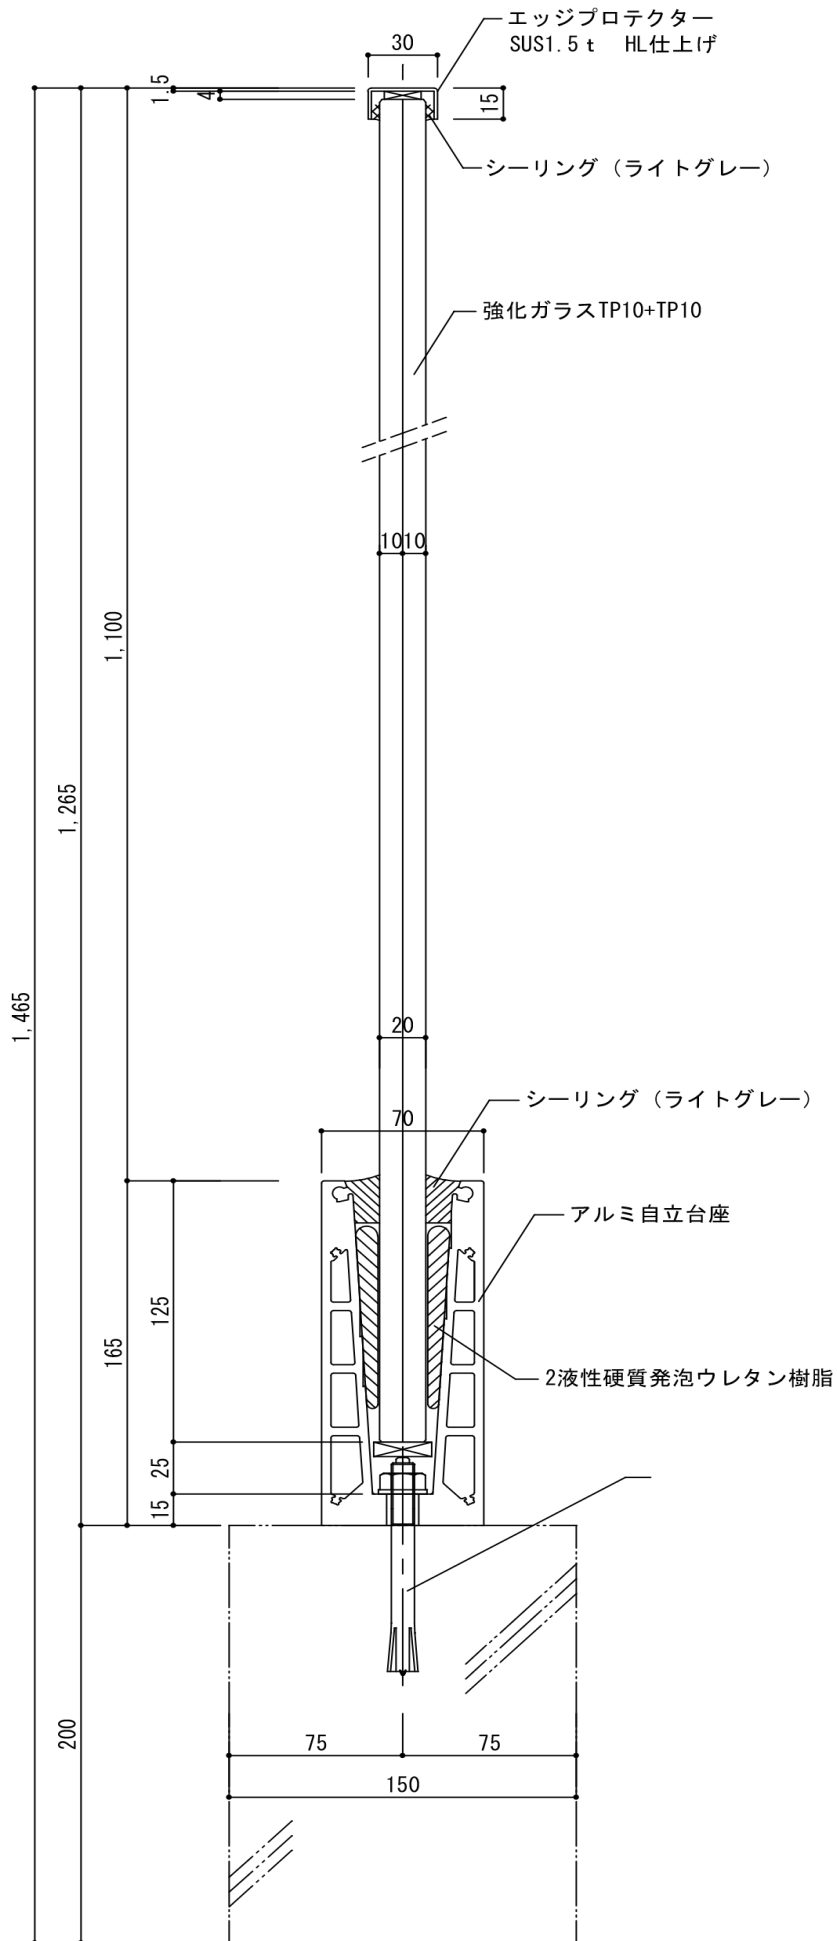 エッジプロテクター
SUS1.5ｔ　HL仕上げ
30
1.5
4
15
シーリング（ライトグレー）
強化ガラスTP10+TP10
10
10
1,100
1,265
1,465
20
シーリング（ライトグレー）
70
アルミ自立台座
125
165
2液性硬質発泡ウレタン樹脂
25
15
200
75
75
150